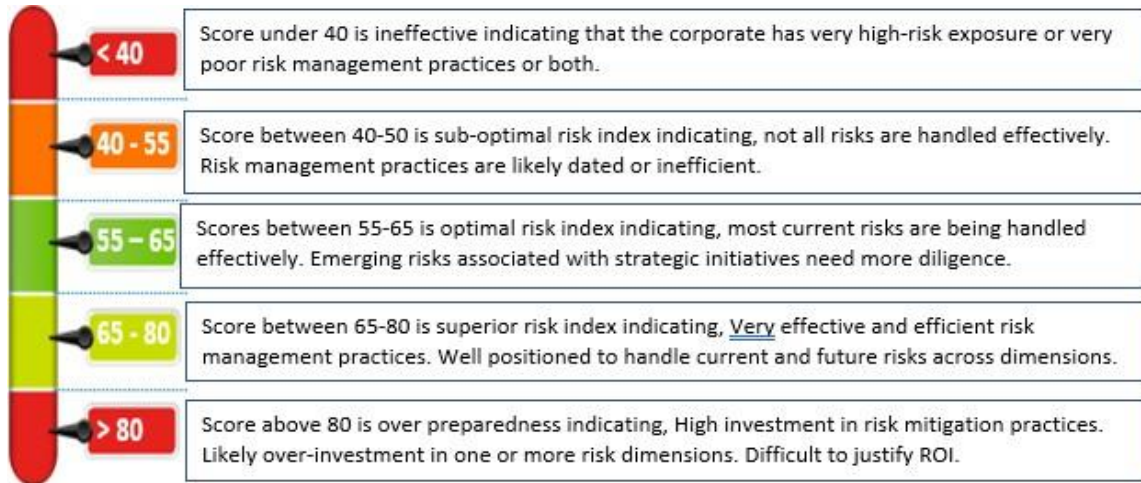 < 40
Score under 40 is ineffective indicating that the corporate has very high-risk exposure or very
poor risk management practices or both.
40 - 55
Score between 40-50 is sub-optimal risk index indicating, not all risks are handled effectively.
Risk management practices are likely dated or inefficient.
55 – 65
Scores between 55-65 is optimal risk index indicating, most current risks are being handled
effectively. Emerging risks associated with strategic initiatives need more diligence.
65 - 80
Score between 65-80 is superior risk index indicating, Very effective and efficient risk
management practices. Well positioned to handle current and future risks across dimensions.
> 80
Score above 80 is over preparedness indicating, High investment in risk mitigation practices.
Likely over-investment in one or more risk dimensions. Difficult to justify ROI.